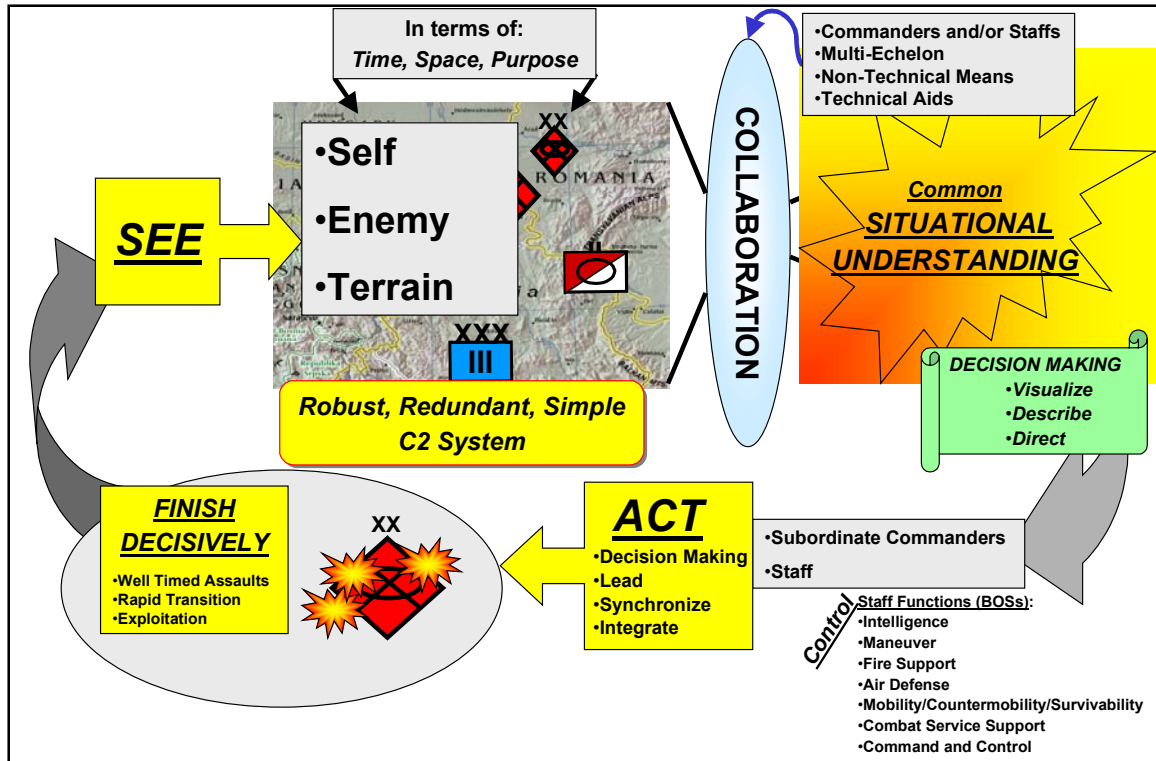 In terms of:
Time, Space, Purpose
•Commanders and/or Staffs
•Multi-Echelon
•Non-Technical Means
•Technical Aids
SEE
•Self
•Enemy
•Terrain
XX
ROMANIA
TRANSYLVANIAN ALPS
II
XXX
III
COLLABORATION
Common
SITUATIONAL
UNDERSTANDING
Robust, Redundant, Simple
C2 System
DECISION MAKING
•Visualize
•Describe
•Direct
FINISH
DECISIVELY
•Well Timed Assaults
•Rapid Transition
•Exploitation
XX
ACT
•Decision Making
•Lead
•Synchronize
•Integrate
•Subordinate Commanders
•Staff
Control
Staff Functions (BOSs):
•Intelligence
•Maneuver
•Fire Support
•Air Defense
•Mobility/Countermobility/Survivability
•Combat Service Support
•Command and Control